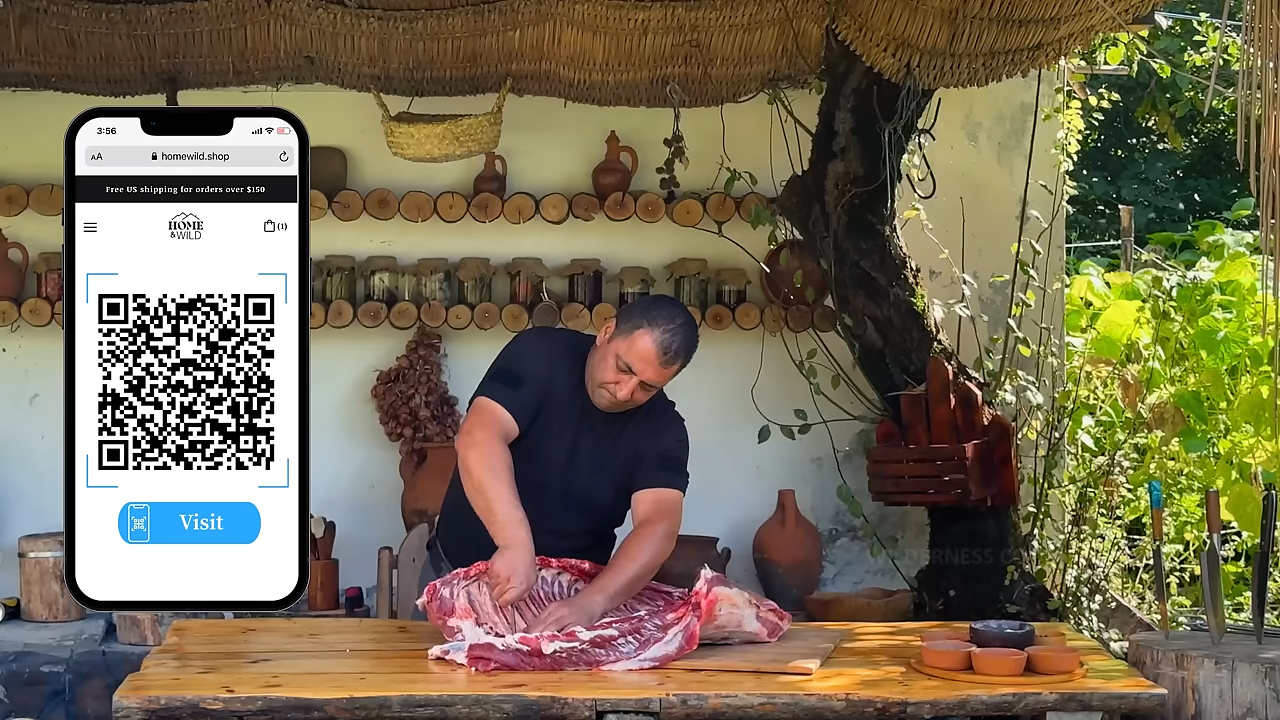 3:56
AA
homewild.shop
Free US shipping for orders over $150
HOME
&WILD
(1)
Visit